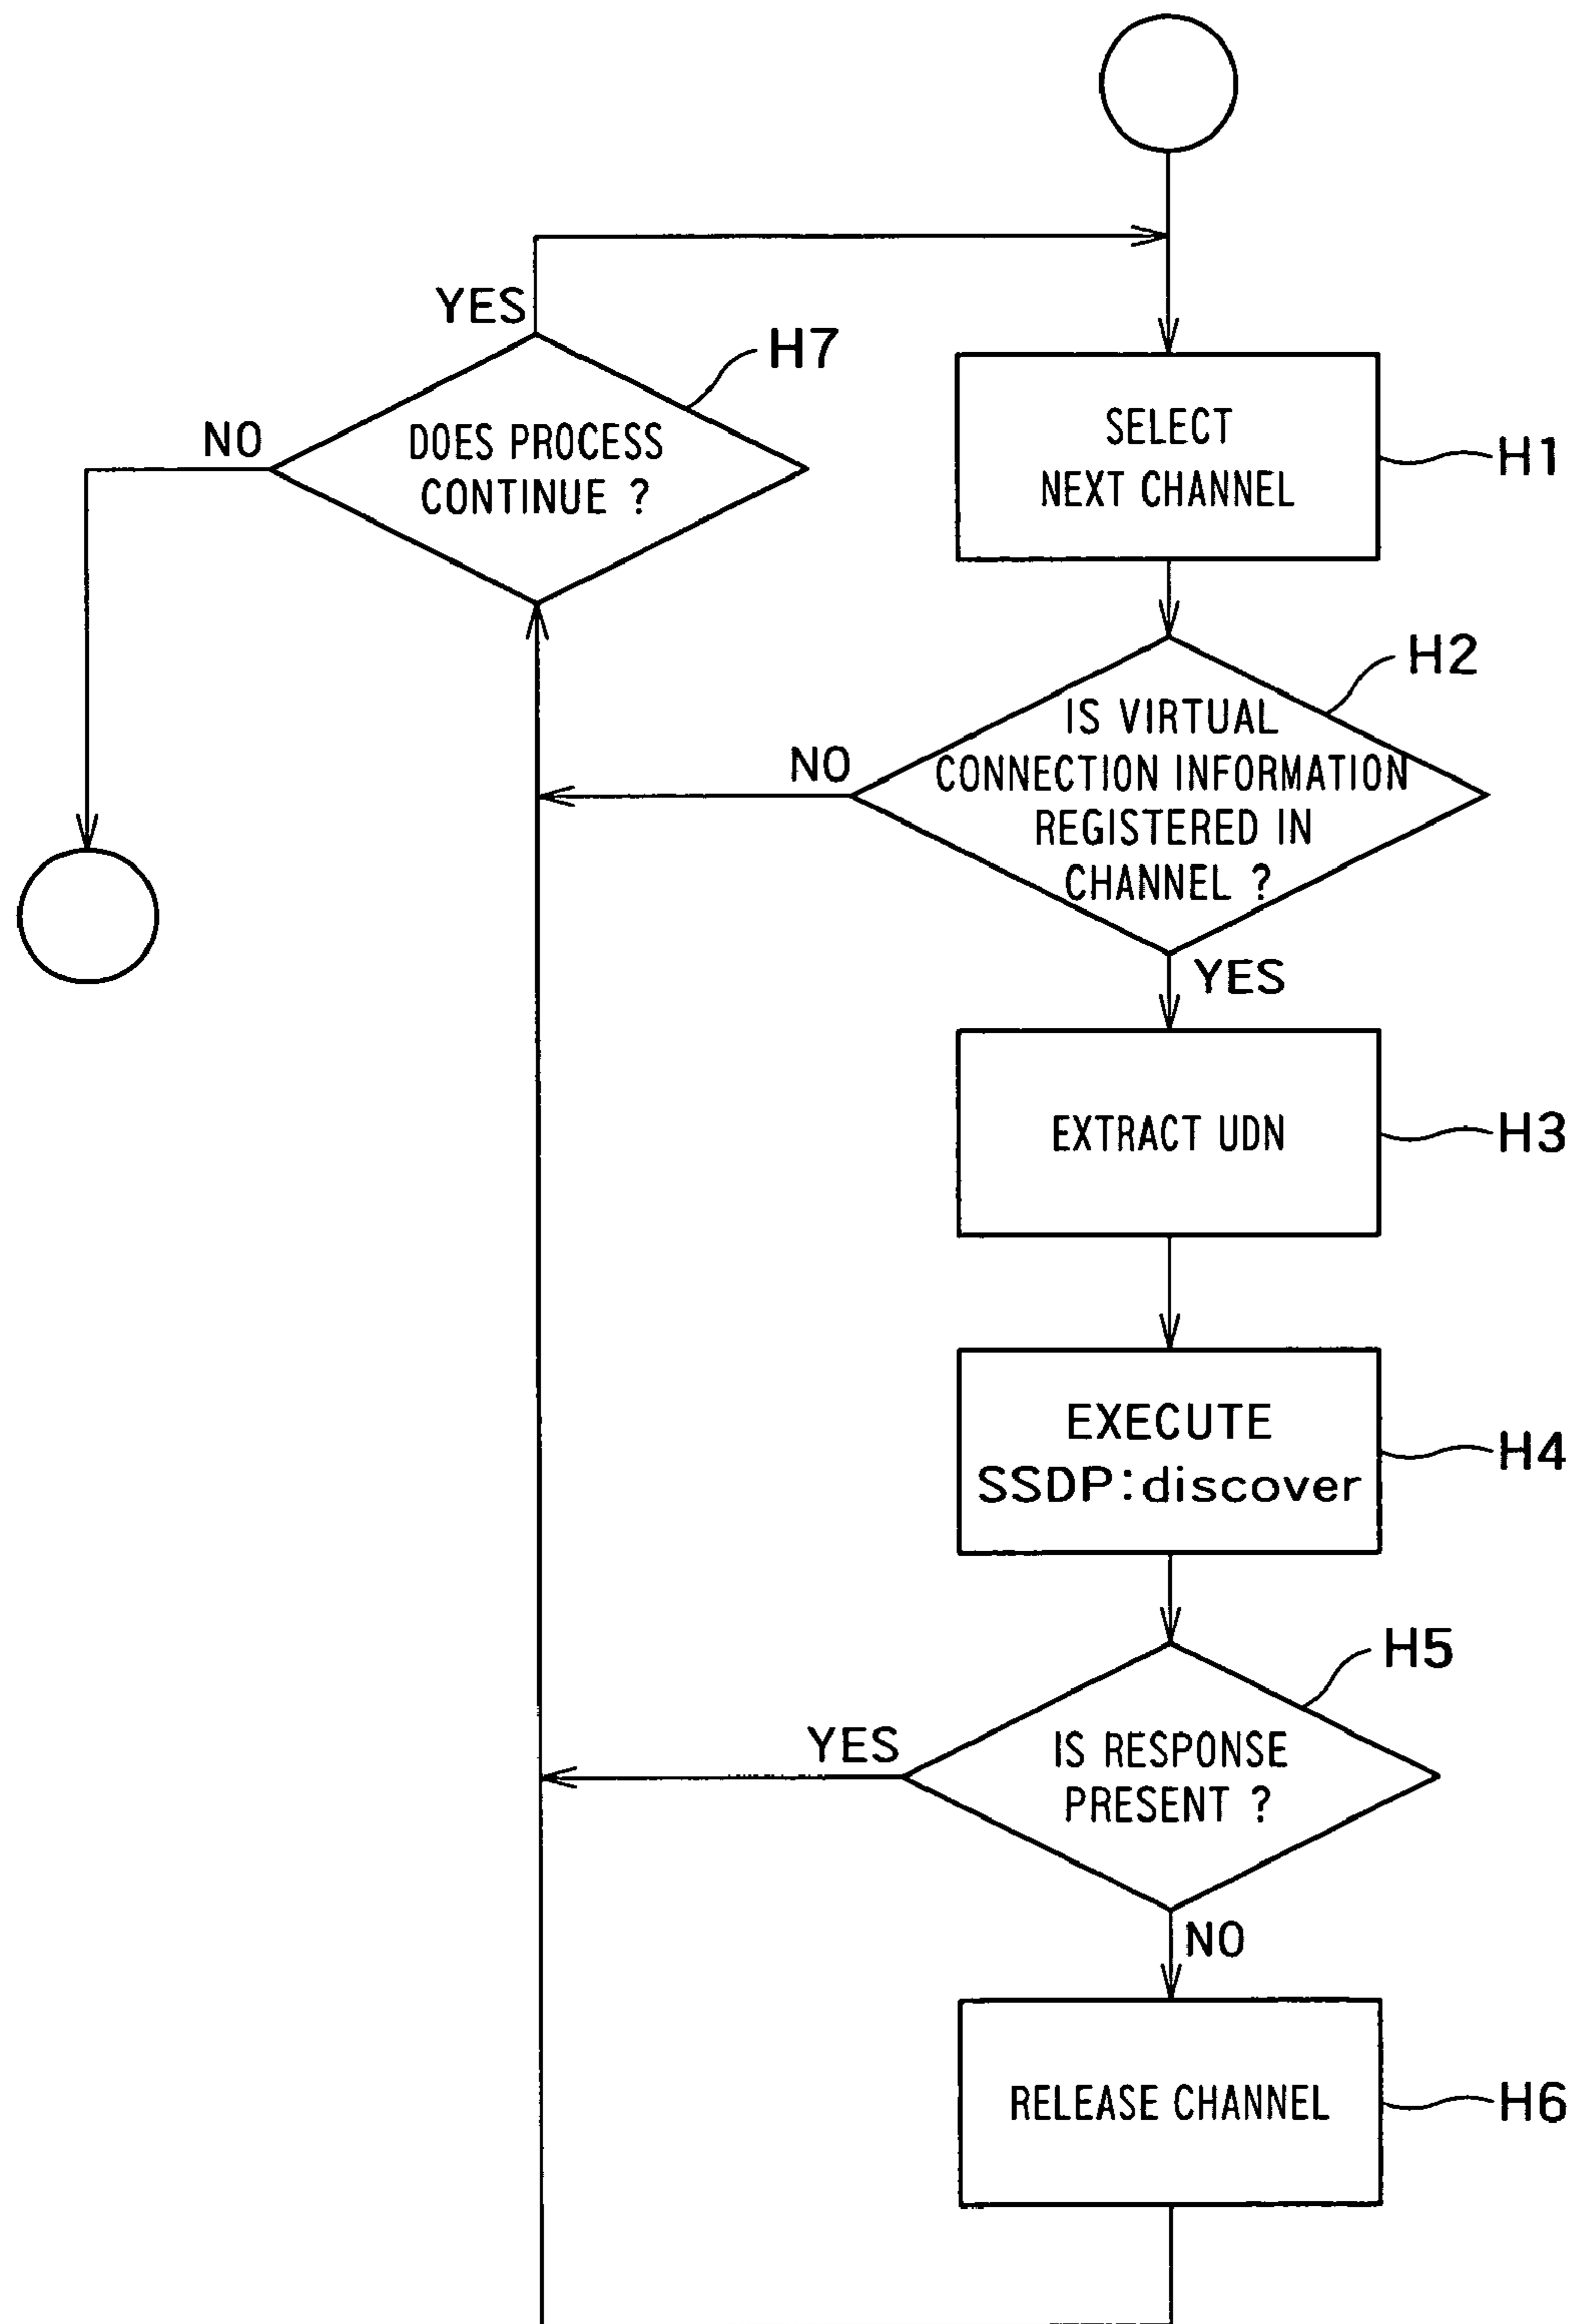 YES
H7
NO
DOES PROCESS
CONTINUE ?
SELECT
NEXT CHANNEL
H1
H2
IS VIRTUAL
CONNECTION INFORMATION
REGISTERED IN
CHANNEL ?
NO
YES
EXTRACT UDN
H3
EXECUTE
SSDP:discover
H4
H5
YES
IS RESPONSE
PRESENT ?
NO
RELEASE CHANNEL
H6